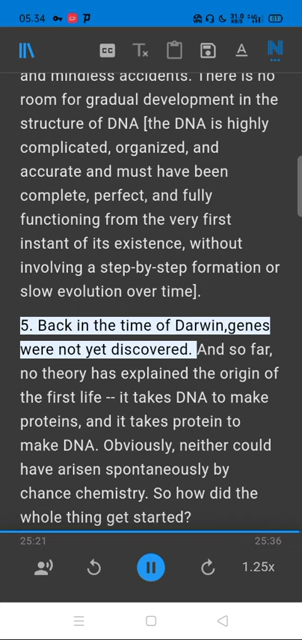 05.34
CC
and mindless accidents. There is no
room for gradual development in the
structure of DNA [the DNA is highly
complicated, organized, and
accurate and must have been
complete, perfect, and fully
functioning from the very first
instant of its existence, without
involving a step-by-step formation or
slow evolution over time].
5. Back in the time of Darwin,genes
were not yet discovered. And so far,
no theory has explained the origin of
the first life -- it takes DNA to make
proteins, and it takes protein to
make DNA. Obviously, neither could
have arisen spontaneously by
chance chemistry. So how did the
whole thing get started?
25:21
25:36
1.25x